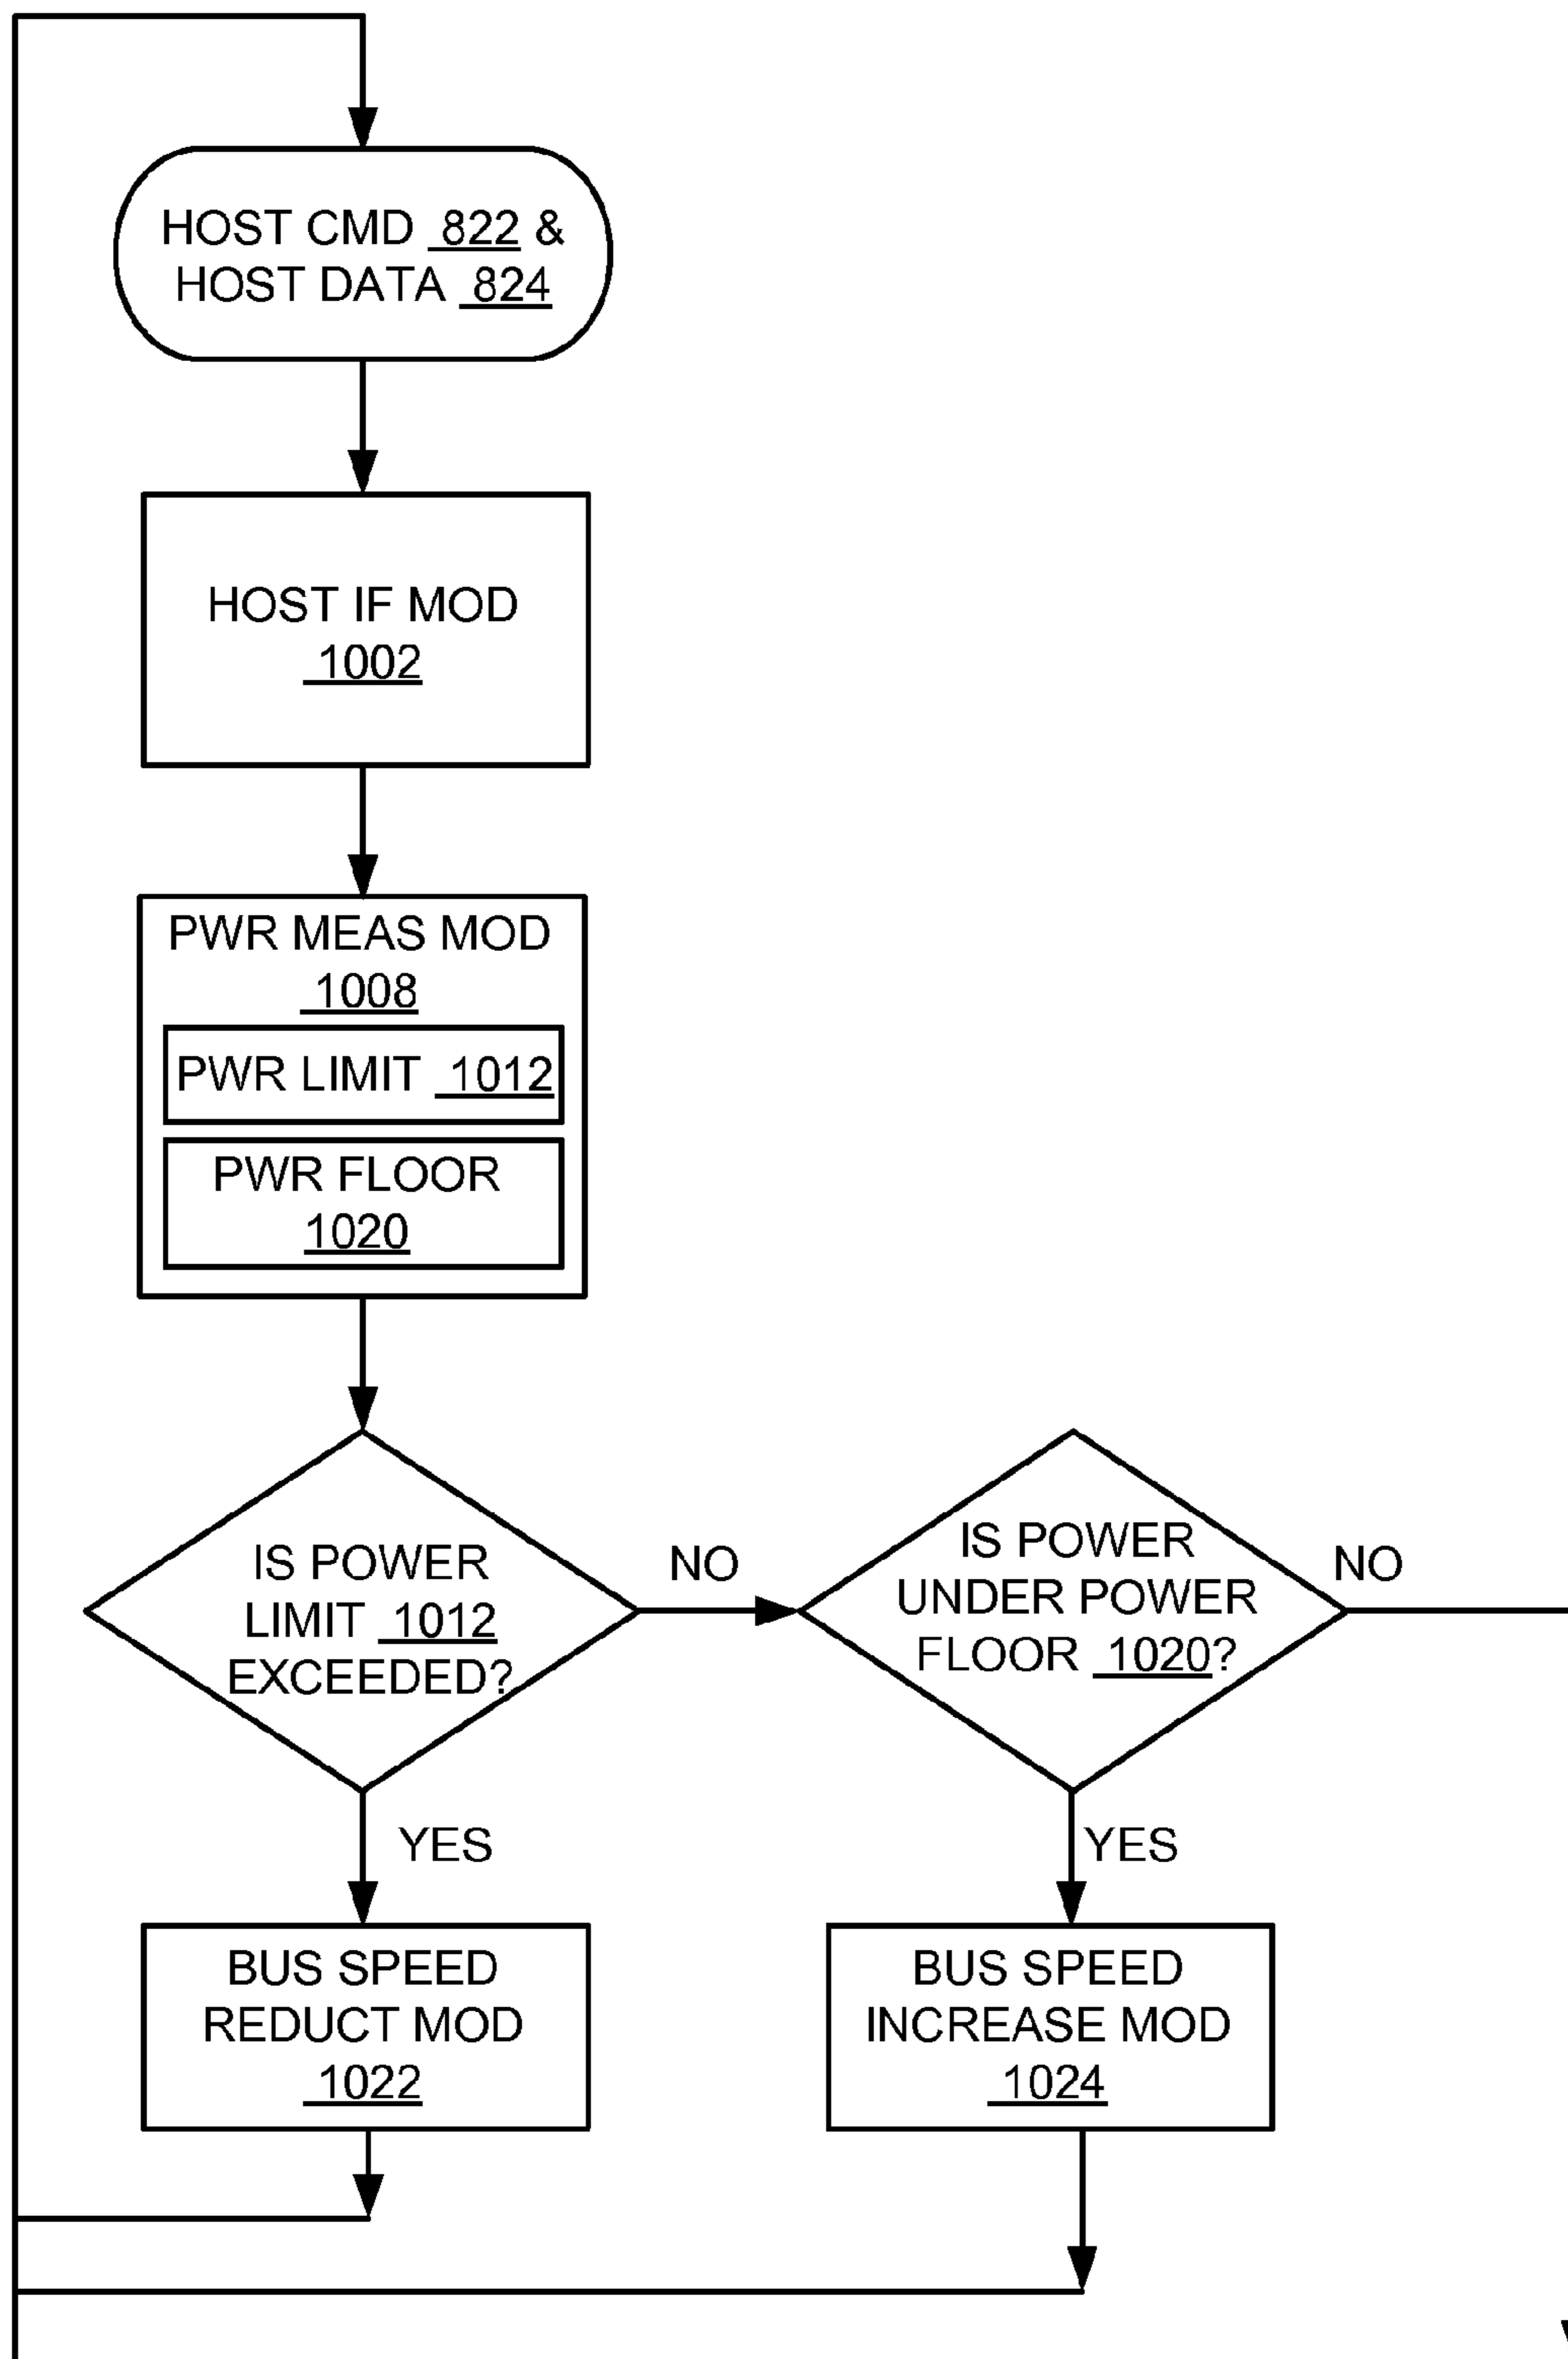 HOST CMD 822 &
HOST DATA 824
HOST IF MOD
1002
PWR MEAS MOD
1008
PWR LIMIT 1012
PWR FLOOR
1020
IS POWER
LIMIT 1012
EXCEEDED?
NO
IS POWER
UNDER POWER
FLOOR 1020?
NO
YES
YES
BUS SPEED
REDUCT MOD
1022
BUS SPEED
INCREASE MOD
1024